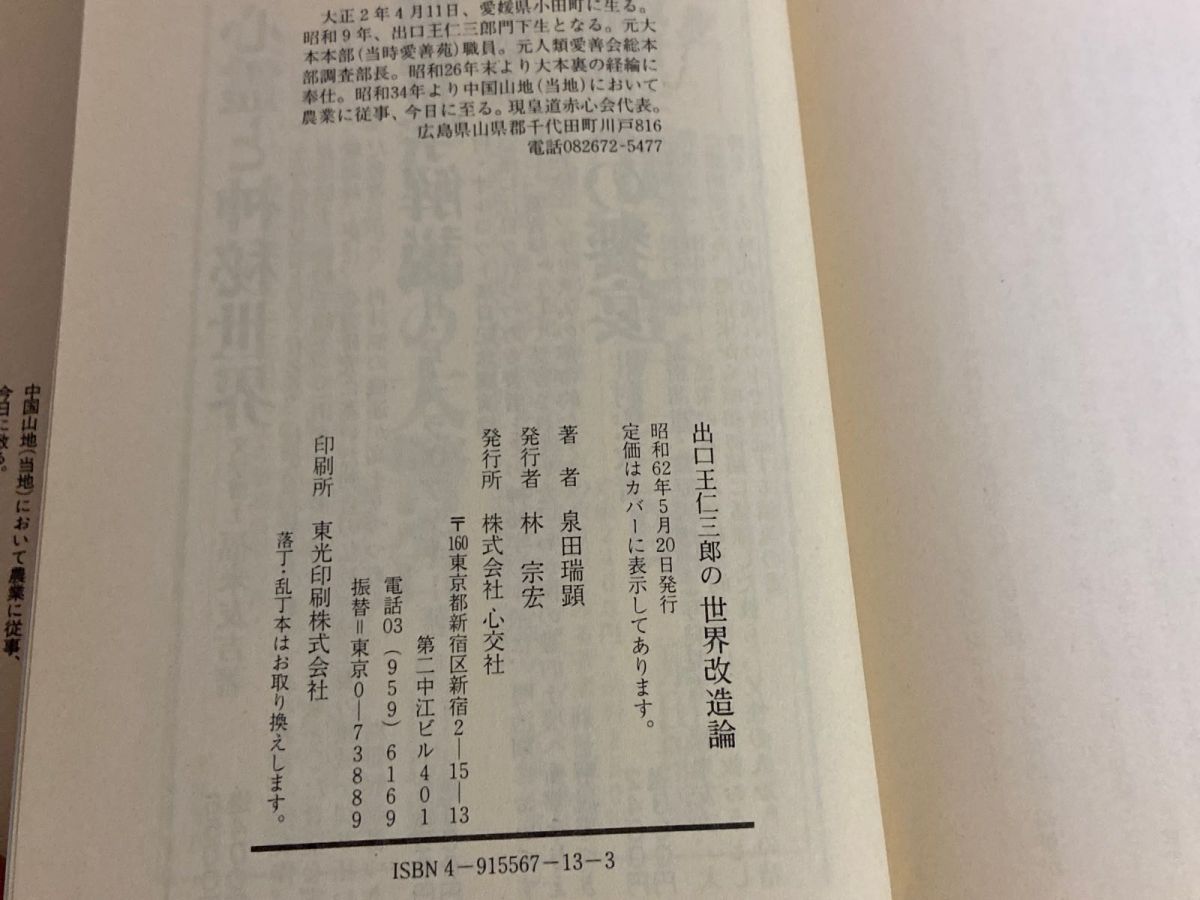 大正2年4月11日、愛媛県小田町に生る。
昭和9年、出口王仁三郎門下生となる。元大
本本部(当時愛善苑)職員。元人類愛善会総本
部調査部長。昭和26年末より大本裏の経綸に
奉仕。昭和34年より中国山地(当地)において
農業に従事、今日に至る。現皇道赤心会代表。
広島県山県郡千代田町川戸816
電話082672-5477
出口王仁三郎の 世界改造論
昭和62年5月20日発行
定価はカバーに表示してあります。
著 者 泉田瑞顕
発行者 林 宗宏
発行所 株式会社 心交社
〒160東京都新宿区新宿2—15—13
第二中江ビル401
電話03(959)6169
振替=東京0—73889
印刷所 東光印刷株式会社
落丁・乱丁本はお取り換えします。
ISBN4-915567-13-3
中国山地(当地)において農業に従事、